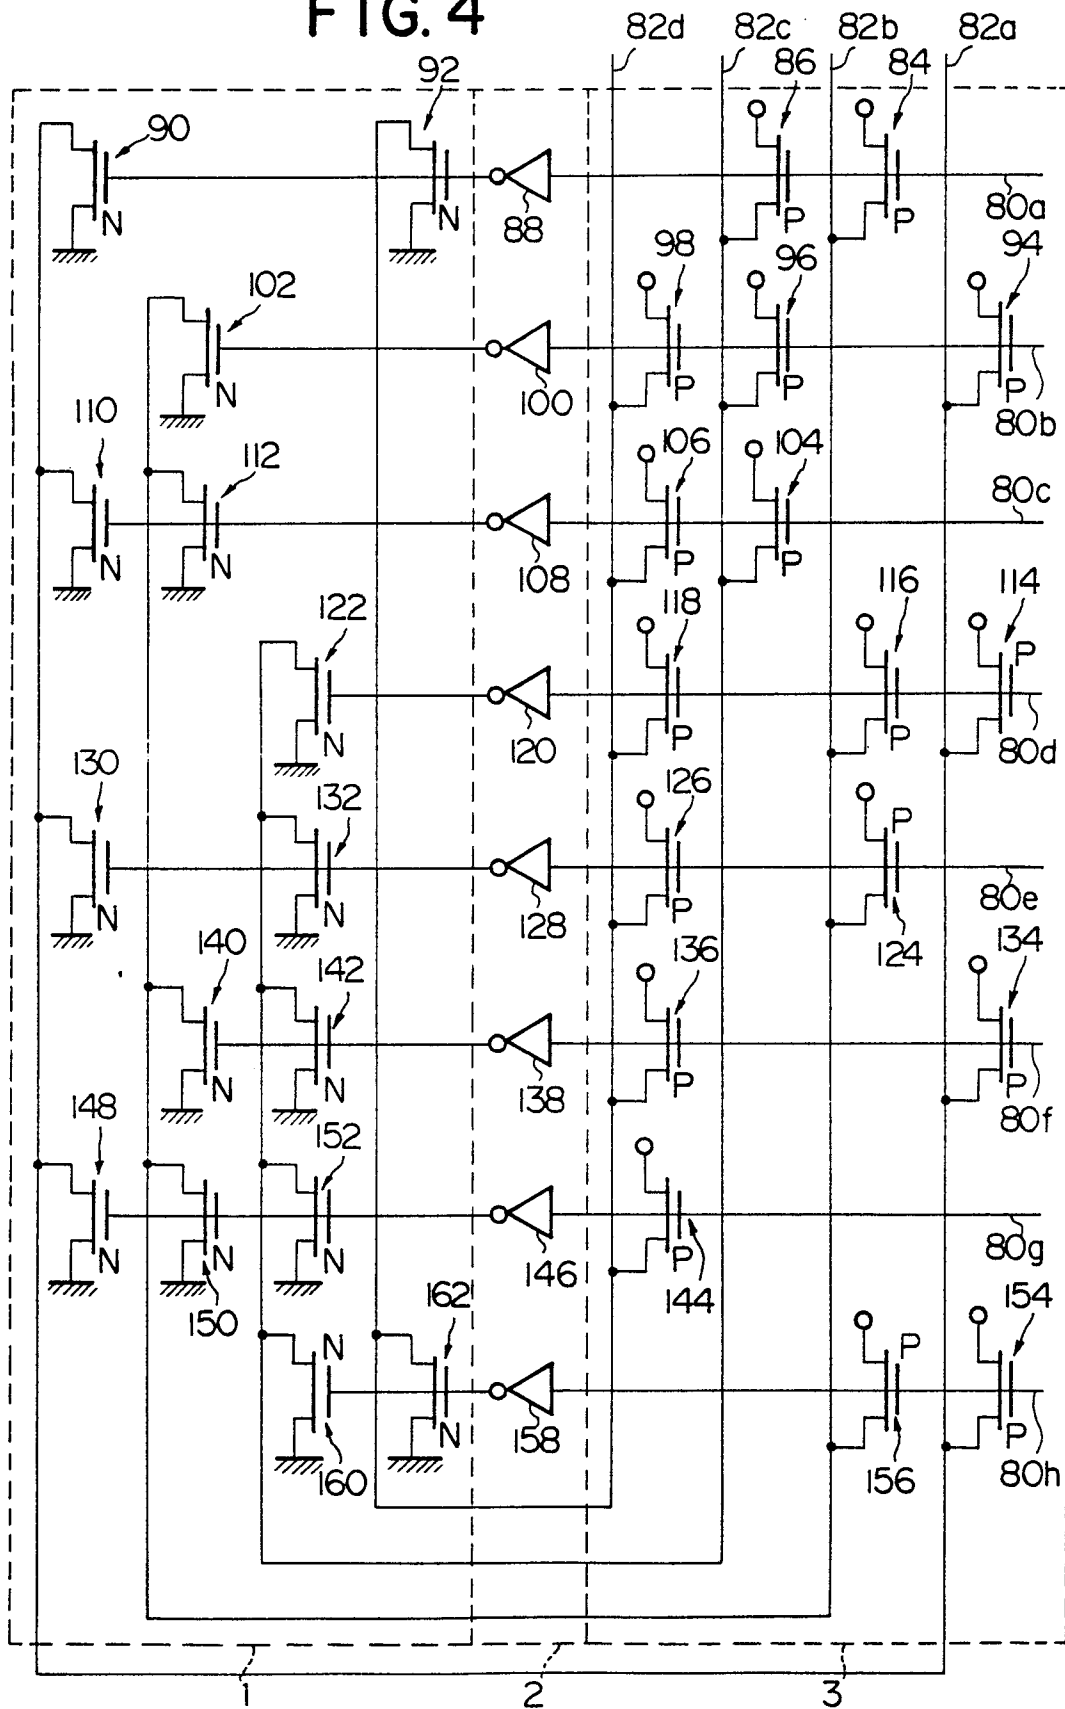 FIG. 4
82d 82c 82b 82a
92 86 84
90
N N 88 P P 80a
102 98 96 94
N 100 P P P 80b
110 112 106 104 80c
N N 108 P P
122 118 116 114
P
N 120 P P 80d
130 132 126 P
N N 128 P 124 80e
140 142 136 134
N N 138 P P 80f
148 152
N N N 146 P 80g
150 162 144 154
N P
N 158 P
160 156 80h
1 2 3